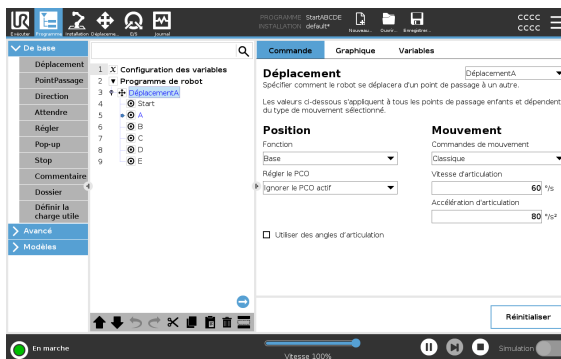 Exécuter Programme Installation Déplaceme... E/S Journal
PROGRAMME StartABCDE
INSTALLATION default*
Nouveau... Ouvrir... Enregistrer...
CCCC
CCCC
De base
Déplacement
PointPassage
Direction
Attendre
Régler
Pop-up
Stop
Commentaire
Dossier
Définir la
charge utile
Avancé
Modèles
1 X Configuration des variables
2 Programme de robot
3 DéplacementA
4 Start
5 A
6 B
7 C
8 D
9 E
Commande Graphique Variables
Déplacement
DéplacementA
Spécifier comment le robot se déplacera d'un point de passage à un autre.
Les valeurs ci-dessous s'appliquent à tous les points de passage enfants et dépendent
du type de mouvement sélectionné.
Position
Fonction
Base
Régler le PCO
Ignorer le PCO actif
Utiliser des angles d'articulation
Mouvement
Commandes de mouvement
Classique
Vitesse d'articulation
60 °/s
Accélération d'articulation
80 °/s²
Réinitialiser
En marche
Vitesse 100%
Simulation